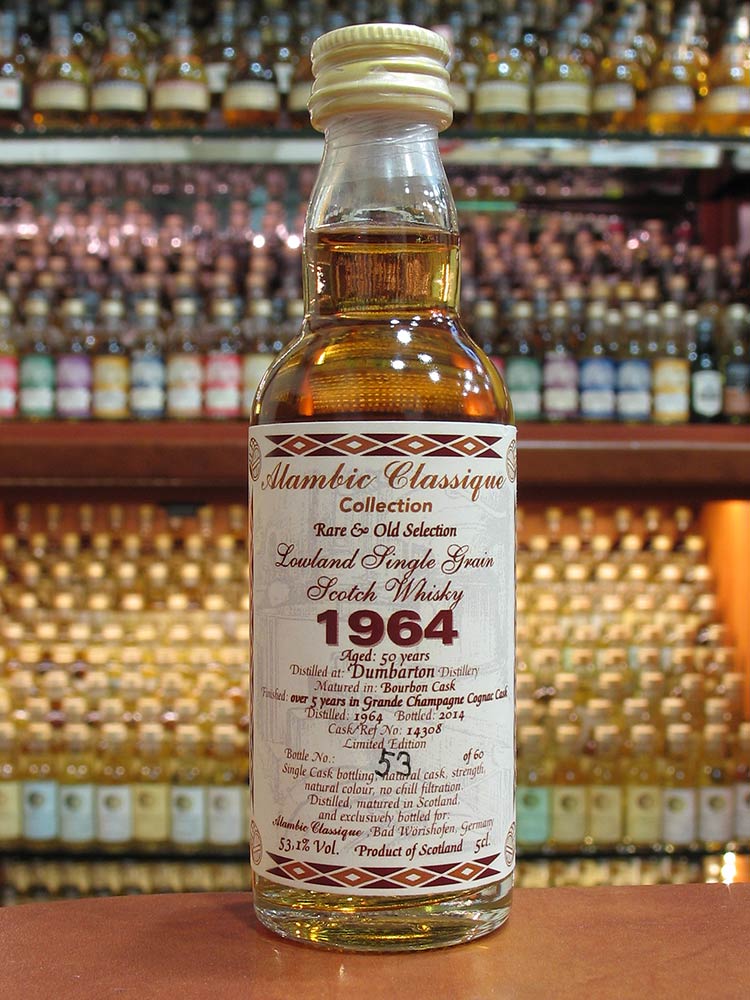 Alambic Classique
Collection
Rare & Old Selection
Lowland Single Grain
Scotch Whisky
1964
Aged: 50 years
Distilled at: Dumbarton Distillery
Matured in: Bourbon Cask
Finished: over 5 years in Grande Champagne Cognac Cask
Distilled: 1964 Bottled: 2014
Cask/Ref No: 14308
Limited Edition
Bottle No.: 53 of 60
Single Cask bottling, natural cask, strength,
natural colour, no chill filtration.
Distilled, matured in Scotland,
and exclusively bottled for:
Alambic Classique, Bad Wörishofen, Germany
53,1% Vol. Product of Scotland 5cl.